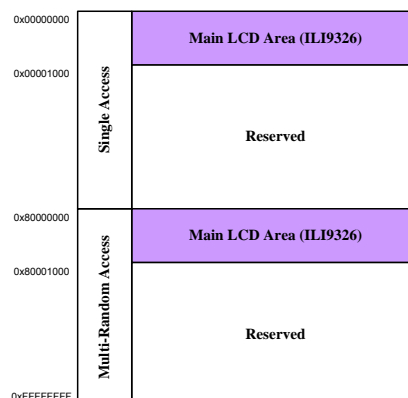 0x00000000
Main LCD Area (ILI9326)
0x00001000
Single Access
Reserved
0x80000000
Main LCD Area (ILI9326)
0x80001000
Multi-Random Access
Reserved
0xFFFFFFFF